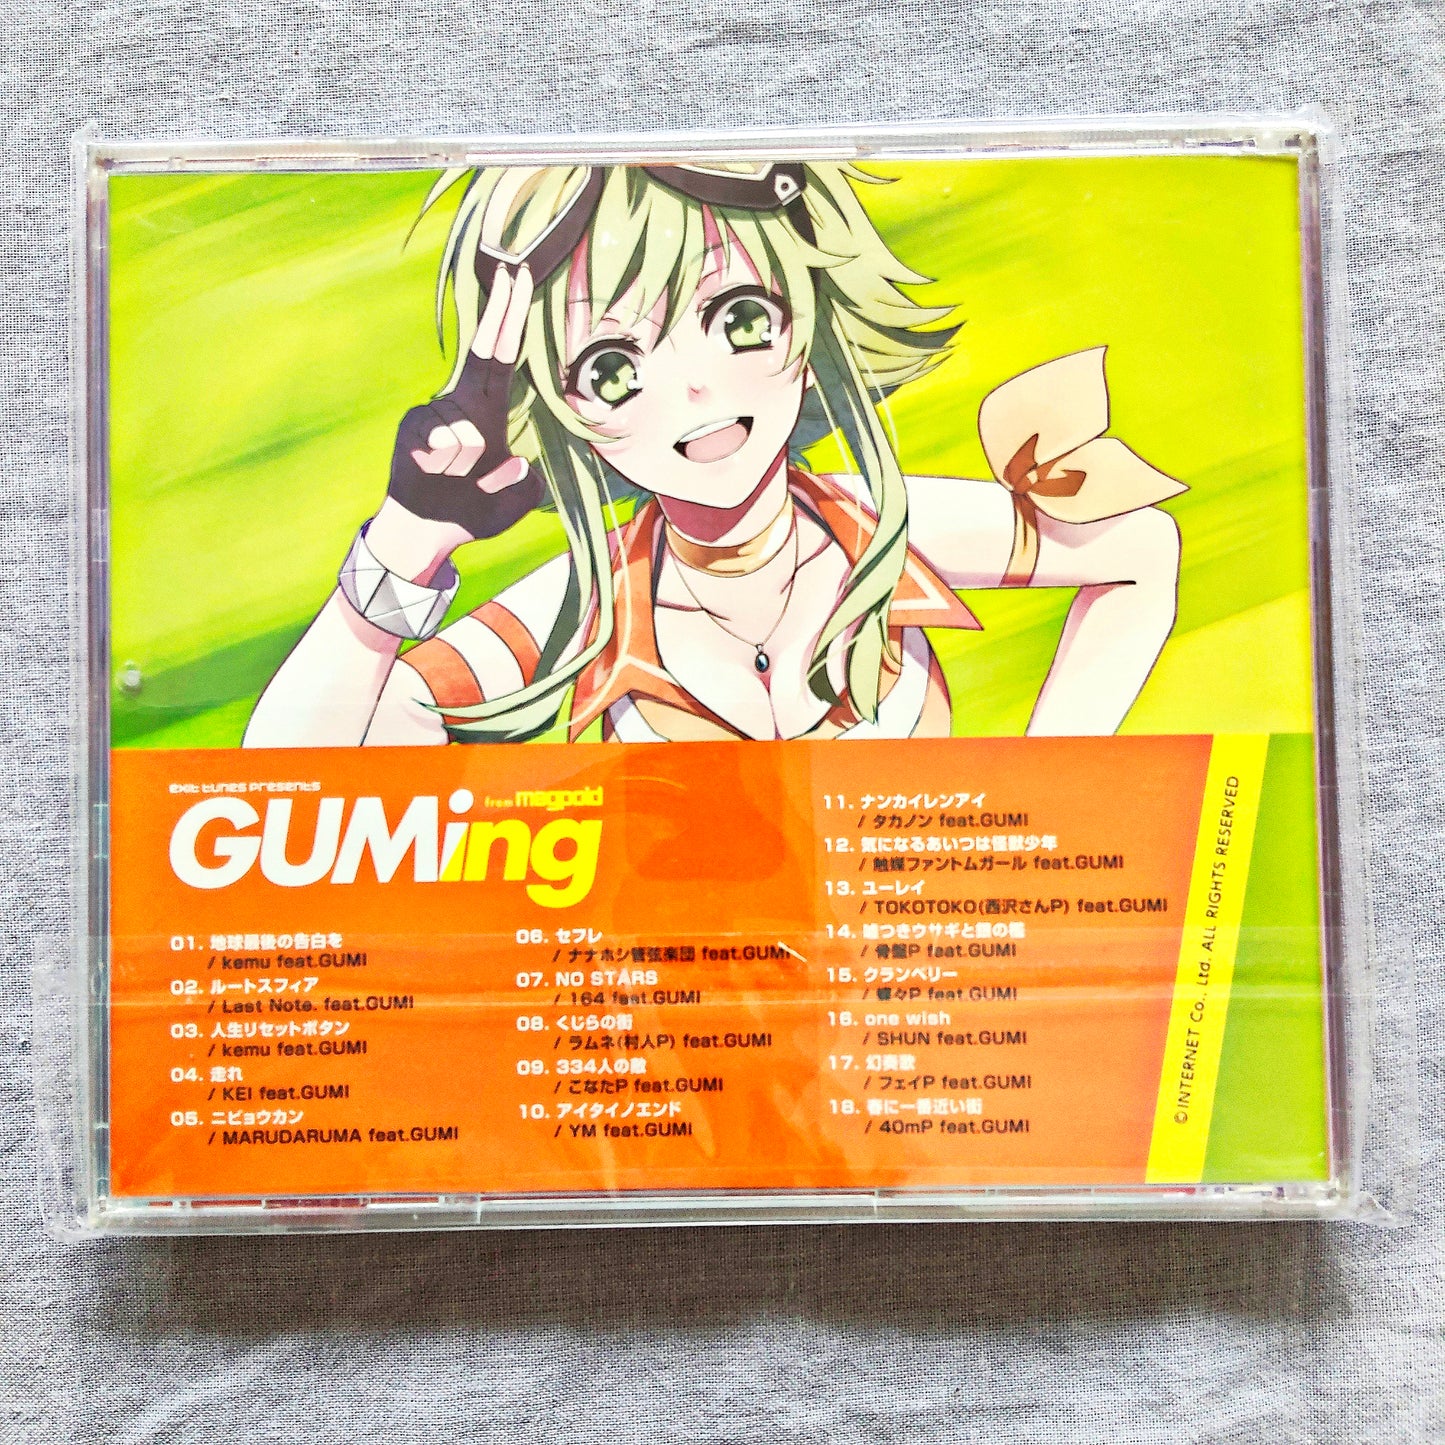 EXIT TUNES PRESENTS
GUMing from megpoid
01. 地球最後の告白を
/ kemu feat.GUMI
02. ルートスフィア
/ Last Note. feat.GUMI
03. 人生リセットボタン
/ kemu feat.GUMI
04. 走れ
/ KEI feat.GUMI
05. ニビョウカン
/ MARUDARUMA feat.GUMI
06. セフレ
/ ナナホシ管弦楽団 feat.GUMI
07. NO STARS
/ 164 feat.GUMI
08. くじらの街
/ ラムネ(村人P) feat.GUMI
09. 334人の敵
/ こなたP feat.GUMI
10. アイタイノエンド
/ YM feat.GUMI
11. ナンカイレンアイ
/ タカノン feat.GUMI
12. 気になるあいつは怪獣少年
/ 触媒ファントムガール feat.GUMI
13. ユーレイ
/ TOKOTOKO(西沢さんP) feat.GUMI
14. 嘘つきウサギと銀の檻
/ 骨盤P feat.GUMI
15. クランベリー
/ 蝶々P feat.GUMI
16. one wish
/ SHUN feat.GUMI
17. 幻奏歌
/ フェイP feat.GUMI
18. 春に一番近い街
/ 40mP feat.GUMI
©INTERNET Co., Ltd. ALL RIGHTS RESERVED